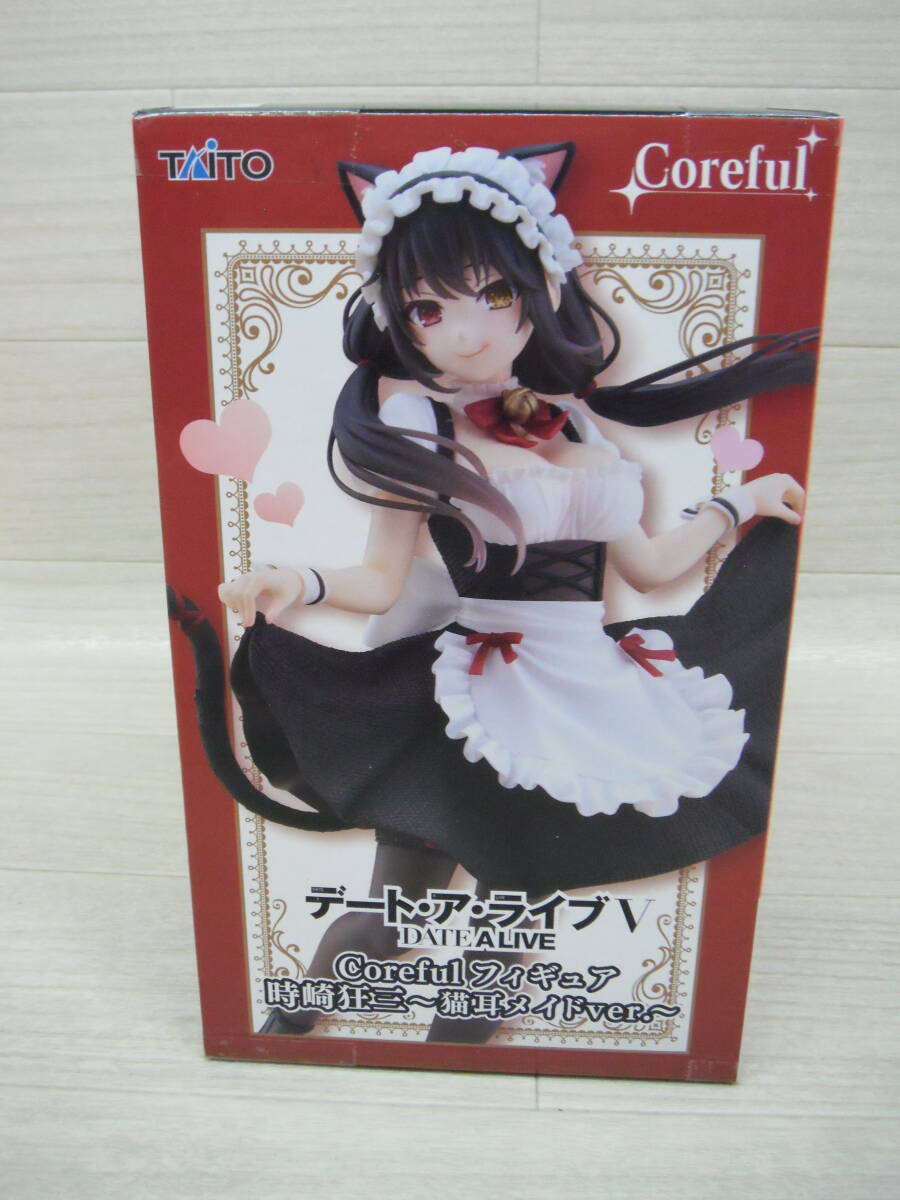 TAITO
Coreful
デート・ア・ライブV
DATE A LIVE
Coreful フィギュア
時崎狂三～猫耳メイドver.～